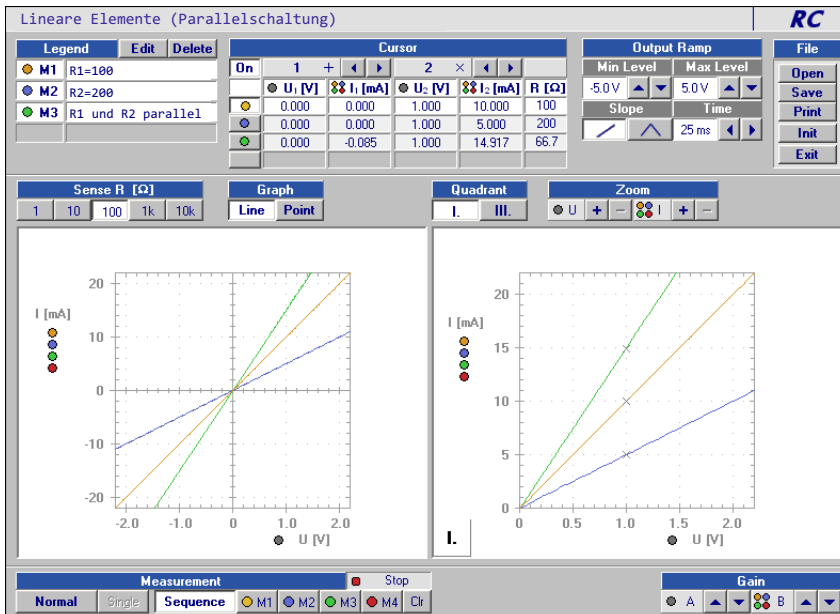 Lineare Elemente (Parallelschaltung) RC
Legend Edit Delete
M1 R1=100
M2 R2=200
M3 R1 und R2 parallel
Cursor
On 1 + 2 ×
U₁ [V] I₁ [mA] U₂ [V] I₂ [mA] R [Ω]
0.000 0.000 1.000 10.000 100
0.000 0.000 1.000 5.000 200
0.000 -0.085 1.000 14.917 66.7
Output Ramp
Min Level Max Level
-5.0 V 5.0 V
Slope Time
25 ms
File
Open
Save
Print
Init
Exit
Sense R [Ω]
1 10 100 1k 10k
Graph
Line Point
Quadrant
I. III.
Zoom
U + − I + −
I [mA]
20
10
0
-10
-20
-2.0 -1.0 0 1.0 2.0
U [V]
I [mA]
20
15
10
5
0
0 0.5 1.0 1.5 2.0
U [V]
I.
Measurement Stop
Normal Single Sequence M1 M2 M3 M4 Clr
Gain
A B